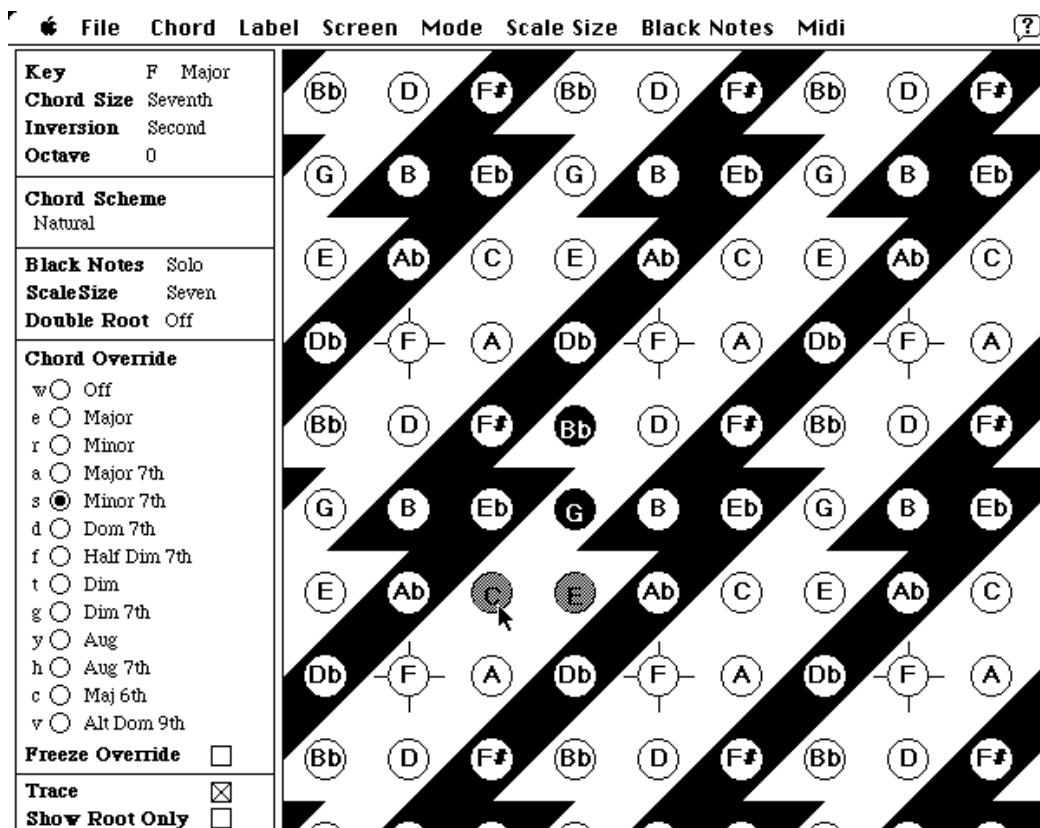 File Chord Label Screen Mode Scale Size Black Notes Midi ?
Key F Major
Chord Size Seventh
Inversion Second
Octave 0
Chord Scheme
Natural
Black Notes Solo
ScaleSize Seven
Double Root Off
Chord Override
w Off
e Major
r Minor
a Major 7th
s Minor 7th
d Dom 7th
f Half Dim 7th
t Dim
g Dim 7th
y Aug
h Aug 7th
c Maj 6th
v Alt Dom 9th
Freeze Override
Trace
Show Root Only
Bb D F# Bb D F# Bb D F#
G B Eb G B Eb G B Eb
E Ab C E Ab C E Ab C
Db F A Db F A Db F A
Bb D F# Bb D F# Bb D F#
G B Eb G B Eb G B Eb
E Ab C E Ab C E Ab C
Db F A Db F A Db F A
Bb D F# Bb D F# Bb D F#